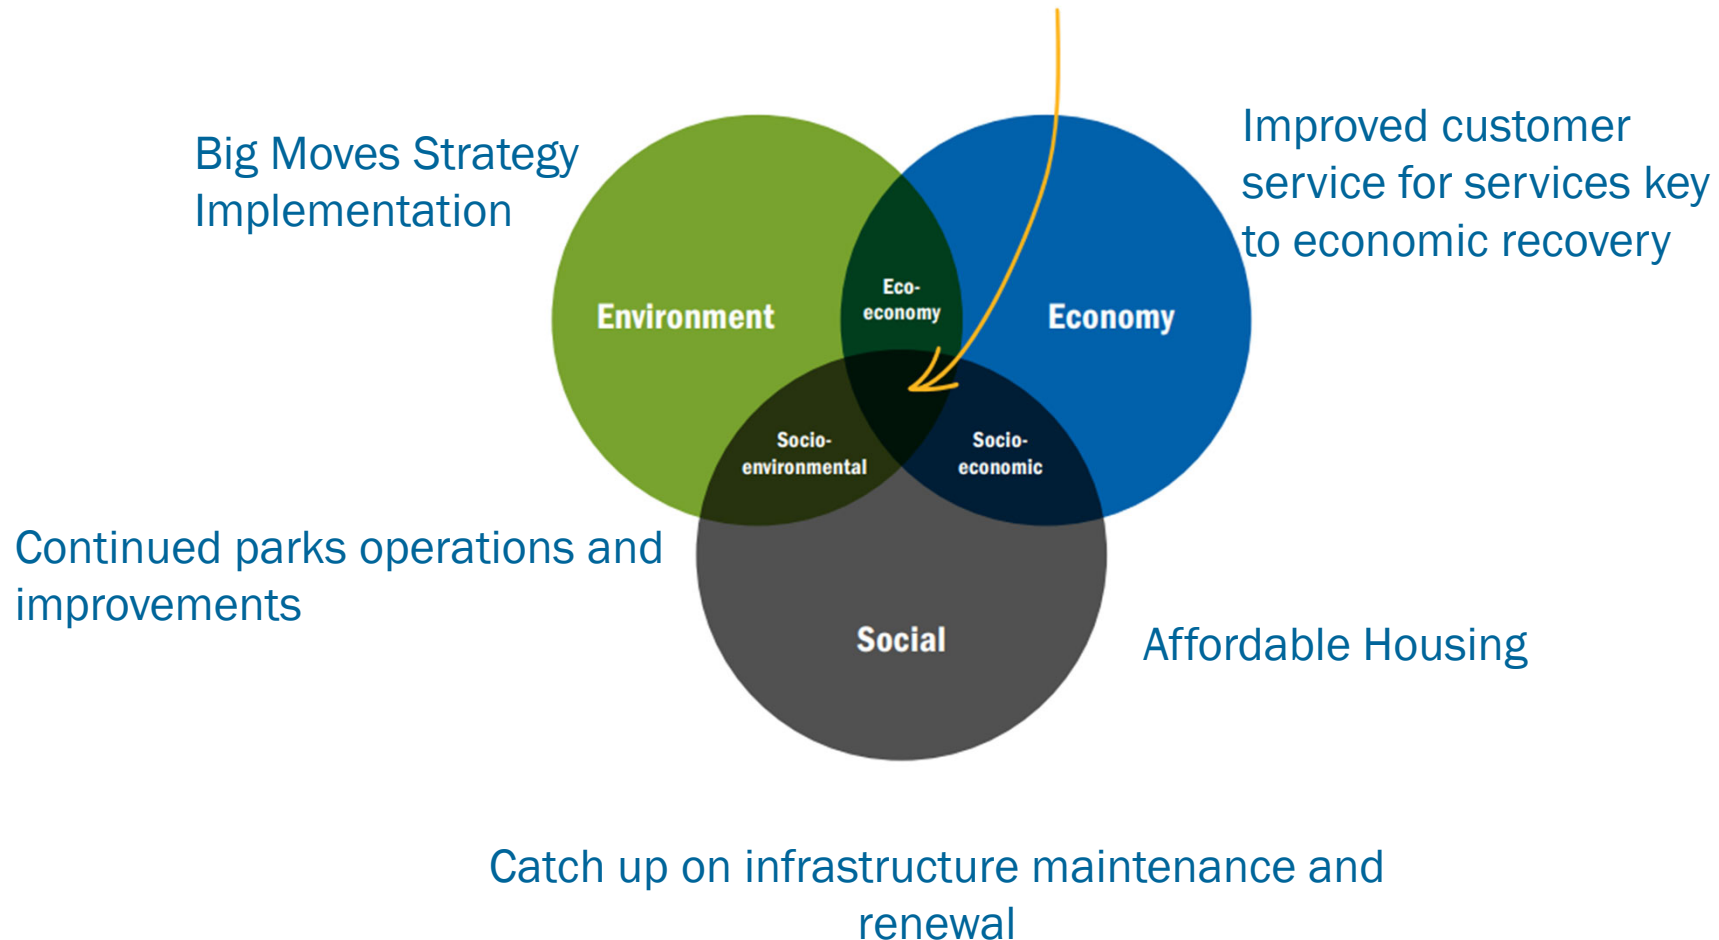 Big Moves Strategy
Implementation
Improved customer
service for services key
to economic recovery
Eco-
economy
Environment
Economy
Socio-
environmental
Socio-
economic
Continued parks operations and
improvements
Social
Affordable Housing
Catch up on infrastructure maintenance and
renewal